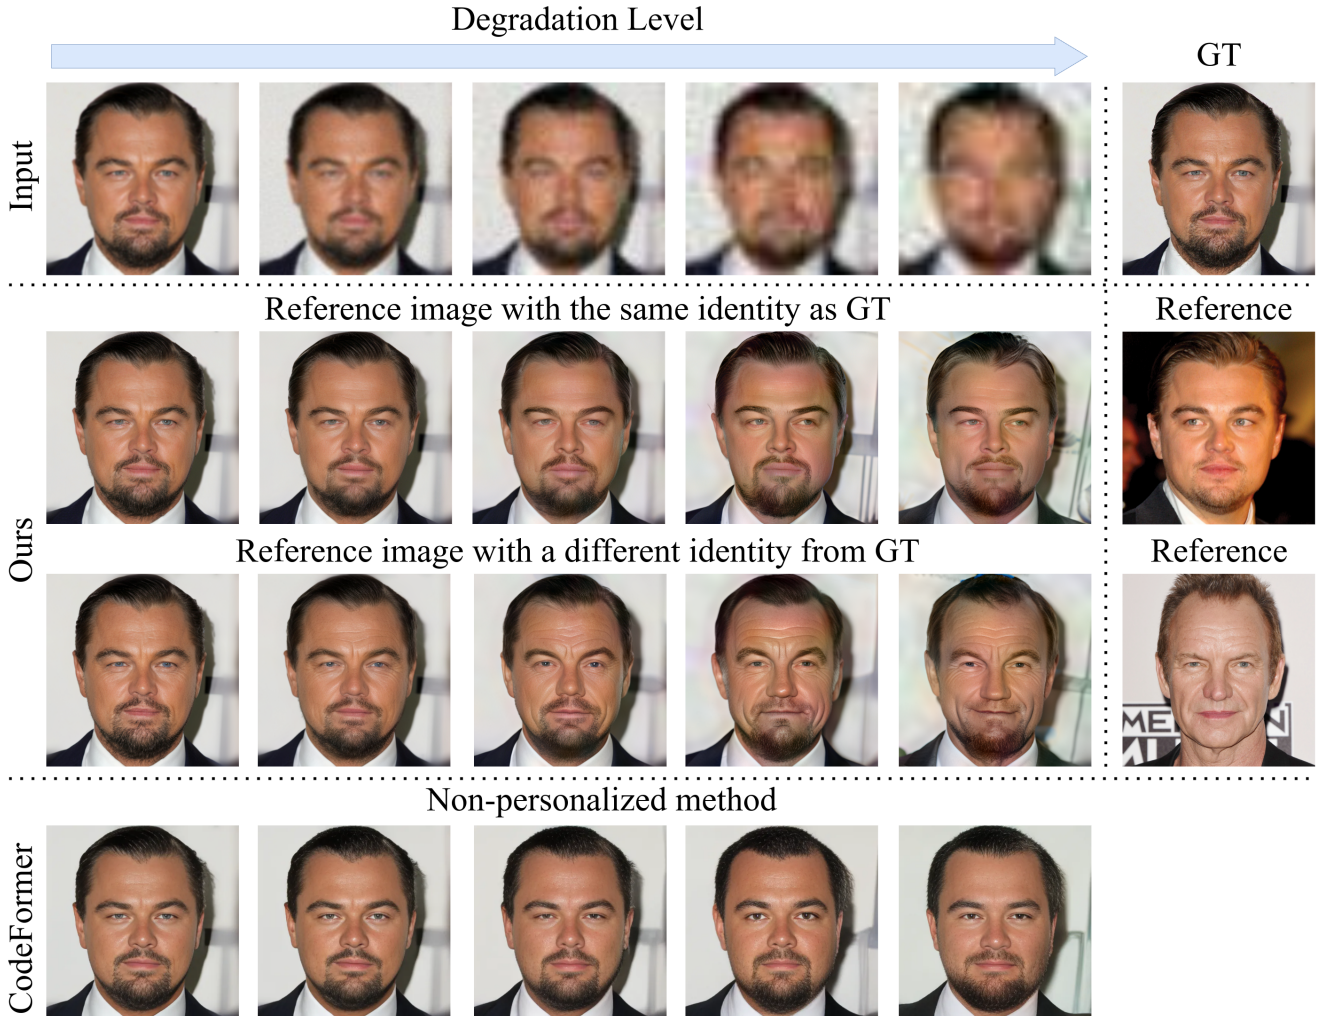 Degradation Level
GT
Input
Reference image with the same identity as GT
Reference
Ours
Reference image with a different identity from GT
Reference
Non-personalized method
CodeFormer